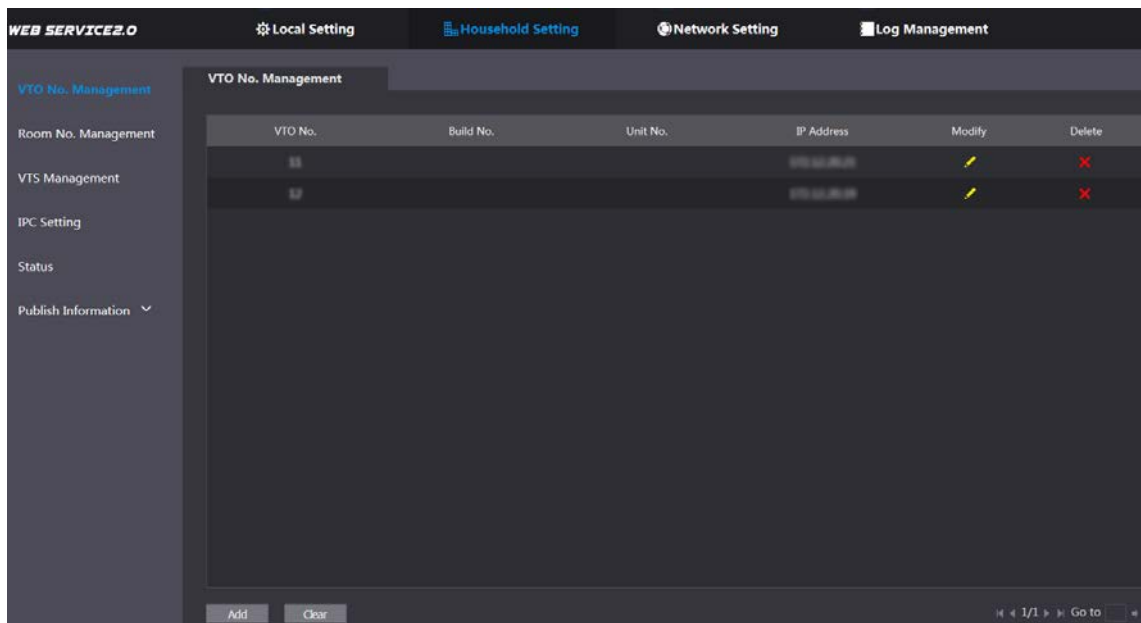 WEB SERVICE2.0 Local Setting Household Setting Network Setting Log Management
VTO No. Management
Room No. Management
VTS Management
IPC Setting
Status
Publish Information
VTO No. Management
VTO No. Build No. Unit No. IP Address Modify Delete
Add Clear 1/1 Go to